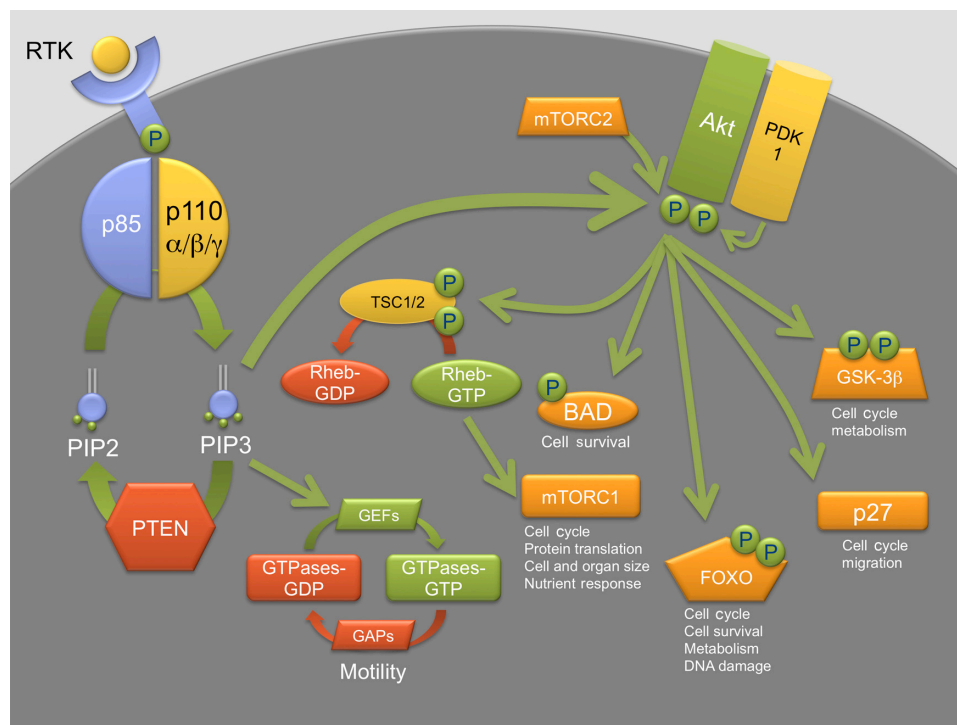 RTK
P
p85
p110
α/β/γ
PIP2
PIP3
PTEN
mTORC2
Akt
PDK
1
P
P
TSC1/2
P
P
Rheb-
GDP
Rheb-
GTP
P
BAD
Cell survival
P
P
GSK-3β
Cell cycle
metabolism
mTORC1
Cell cycle
Protein translation
Cell and organ size
Nutrient response
p27
Cell cycle
migration
P
P
FOXO
Cell cycle
Cell survival
Metabolism
DNA damage
GEFs
GTPases-
GDP
GTPases-
GTP
GAPs
Motility